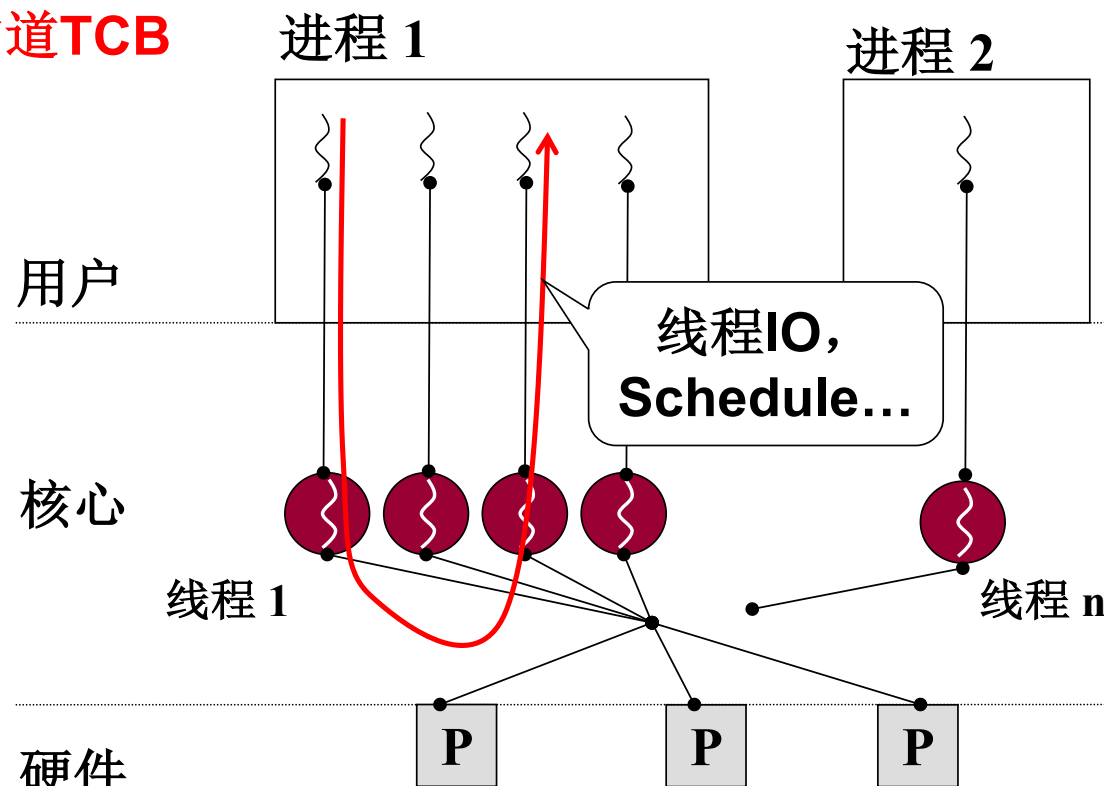 道TCB
进程 1
进程 2
用户
线程IO，
Schedule…
核心
线程 1
线程 n
P
P
P
硬件